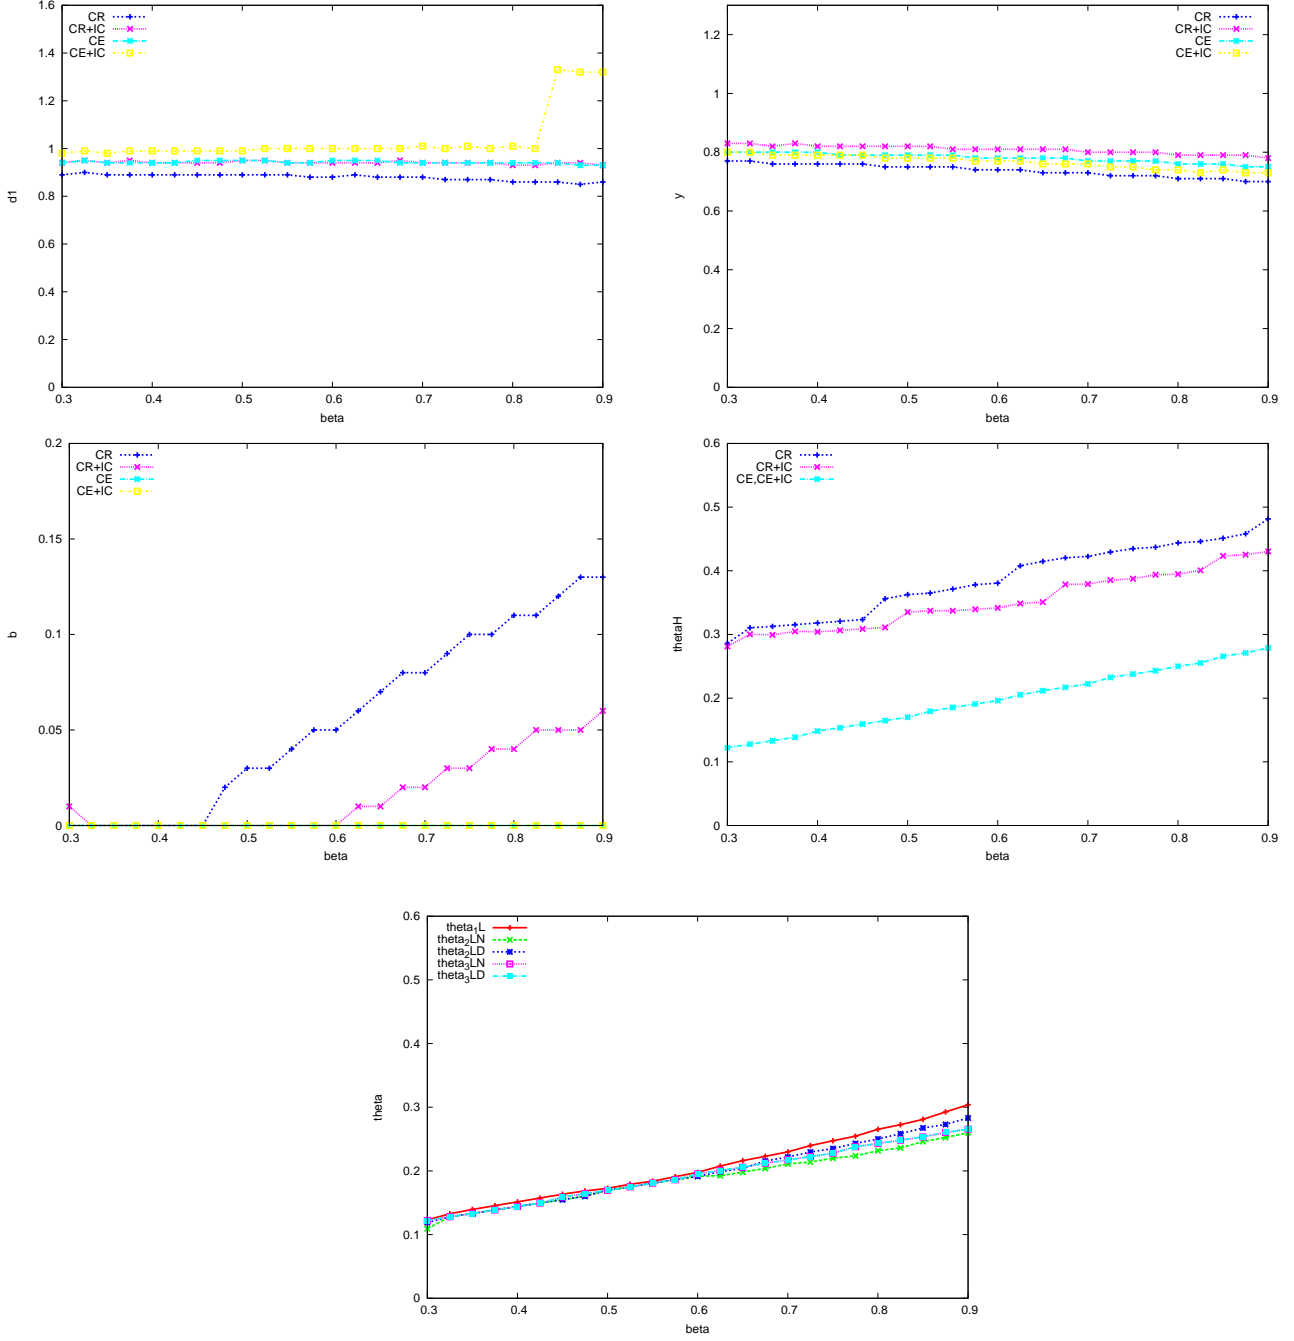 1.6
1.4
1.2
1
0.8
0.6
0.4
0.2
0
d1
CR
CR+IC
CE
CE+IC
0.3 0.4 0.5 0.6 0.7 0.8 0.9
beta
1.2
1
0.8
0.6
0.4
0.2
0
y
CR
CR+IC
CE
CE+IC
0.3 0.4 0.5 0.6 0.7 0.8 0.9
beta
0.2
0.15
0.1
0.05
0
b
CR
CR+IC
CE
CE+IC
0.3 0.4 0.5 0.6 0.7 0.8 0.9
beta
0.6
0.5
0.4
0.3
0.2
0.1
0
thetaH
CR
CR+IC
CE,CE+IC
0.3 0.4 0.5 0.6 0.7 0.8 0.9
beta
0.6
0.5
0.4
0.3
0.2
0.1
0
theta
theta₁L
theta₂LN
theta₂LD
theta₃LN
theta₃LD
0.3 0.4 0.5 0.6 0.7 0.8 0.9
beta